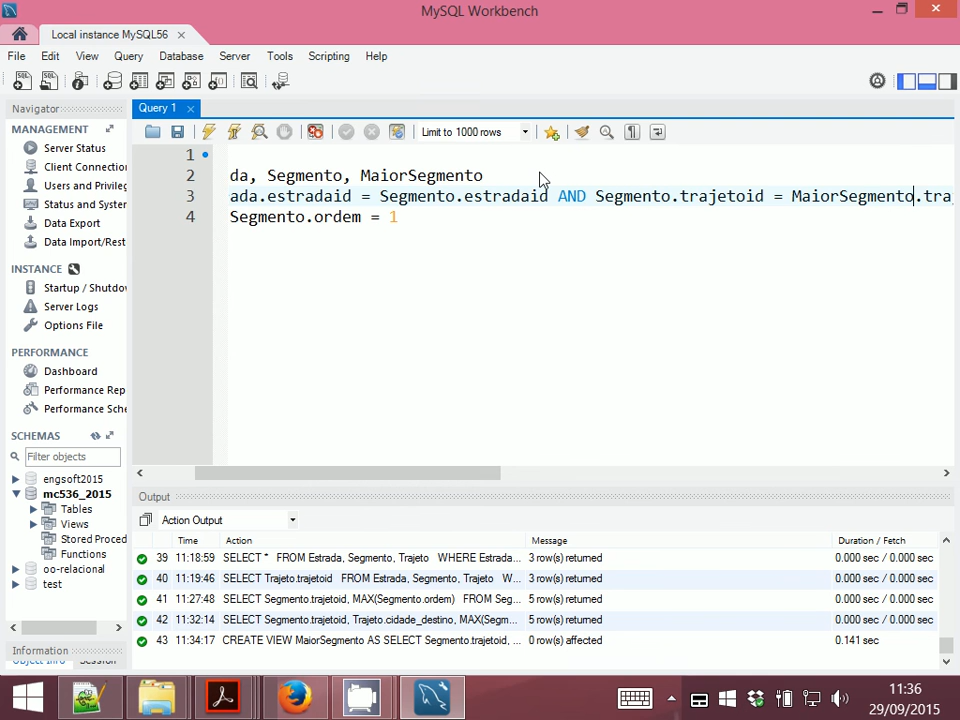 MySQL Workbench
Local instance MySQL56
File Edit View Query Database Server Tools Scripting Help
Navigator
MANAGEMENT
Server Status
Client Connectio
Users and Privileg
Status and Systen
Data Export
Data Import/Rest
INSTANCE
Startup / Shutdov
Server Logs
Options File
PERFORMANCE
Dashboard
Performance Rep
Performance Sche
SCHEMAS
Filter objects
engsoft2015
mc536_2015
Tables
Views
Stored Proced
Functions
oo-relacional
test
Information
Object Info Session
Query 1
Limit to 1000 rows
1
2 da, Segmento, MaiorSegmento
3 ada.estradaid = Segmento.estradaid AND Segmento.trajetoid = MaiorSegmento.traj
4 Segmento.ordem = 1
Output
Action Output
Time Action Message Duration / Fetch
39 11:18:59 SELECT * FROM Estrada, Segmento, Trajeto WHERE Estrada... 3 row(s) returned 0.000 sec / 0.000 sec
40 11:19:46 SELECT Trajeto.trajetoid FROM Estrada, Segmento, Trajeto W... 3 row(s) returned 0.000 sec / 0.000 sec
41 11:27:48 SELECT Segmento.trajetoid, MAX(Segmento.ordem) FROM Seg... 5 row(s) returned 0.000 sec / 0.000 sec
42 11:32:14 SELECT Segmento.trajetoid, Trajeto.cidade_destino, MAX(Segm... 5 row(s) returned 0.000 sec / 0.000 sec
43 11:34:17 CREATE VIEW MaiorSegmento AS SELECT Segmento.trajetoid, ... 0 row(s) affected 0.141 sec
11:36
29/09/2015